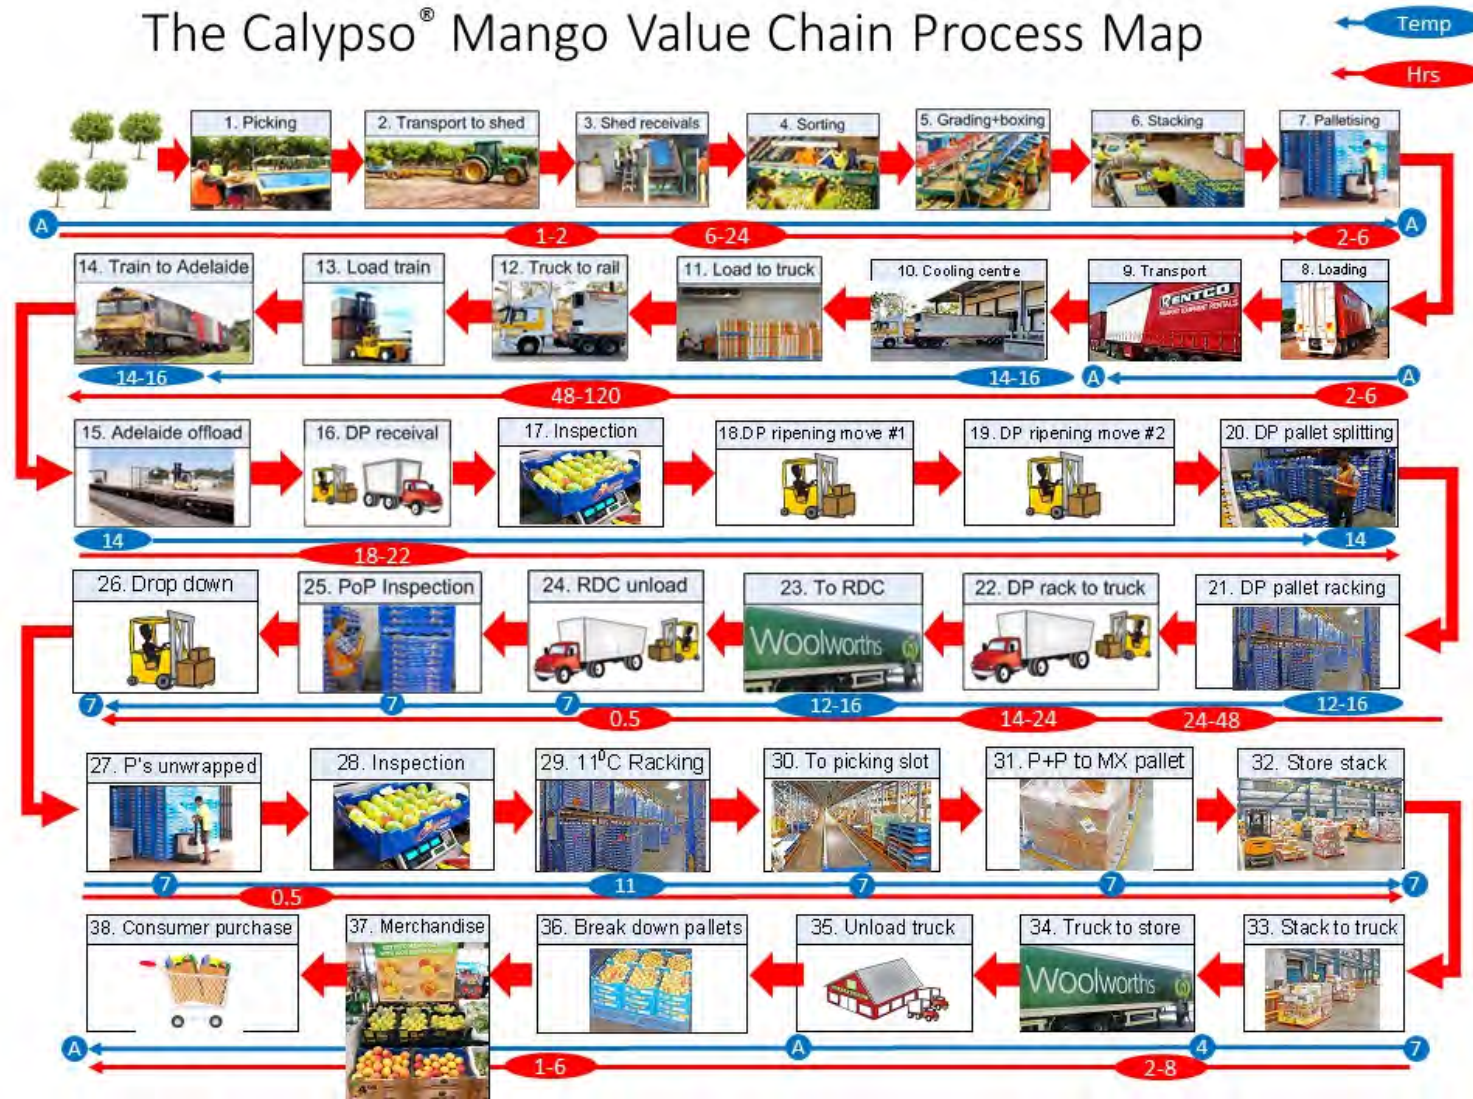 The Calypso® Mango Value Chain Process Map
Temp
Hrs
1. Picking
2. Transport to shed
3. Shed receivals
4. Sorting
5. Grading+boxing
6. Stacking
7. Palletising
A
A
1-2
6-24
2-6
14. Train to Adelaide
13. Load train
12. Truck to rail
11. Load to truck
10. Cooling centre
9. Transport
8. Loading
RENTCO
14-16
14-16
A
A
48-120
2-6
15. Adelaide offload
16. DP receival
17. Inspection
18.DP ripening move #1
19. DP ripening move #2
20. DP pallet splitting
14
14
18-22
26. Drop down
25. PoP Inspection
24. RDC unload
23. To RDC
22. DP rack to truck
21. DP pallet racking
Woolworths
7
7
7
12-16
12-16
0.5
14-24
24-48
27. P's unwrapped
28. Inspection
29. 11⁰C Racking
30. To picking slot
31. P+P to MX pallet
32. Store stack
7
11
7
7
7
0.5
38. Consumer purchase
37. Merchandise
36. Break down pallets
35. Unload truck
34. Truck to store
33. Stack to truck
Woolworths
A
A
4
7
1-6
2-8